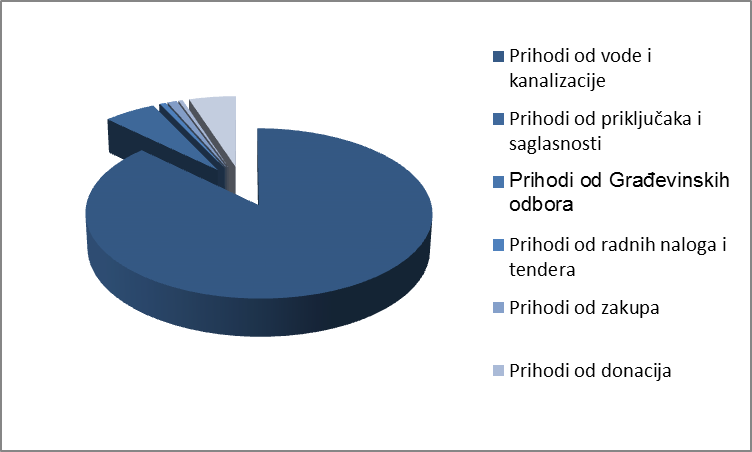 Prihodi od vode i
kanalizacije
Prihodi od priključaka i
saglasnosti
Prihodi od Građevinskih
odbora
Prihodi od radnih naloga i
tendera
Prihodi od zakupa
Prihodi od donacija